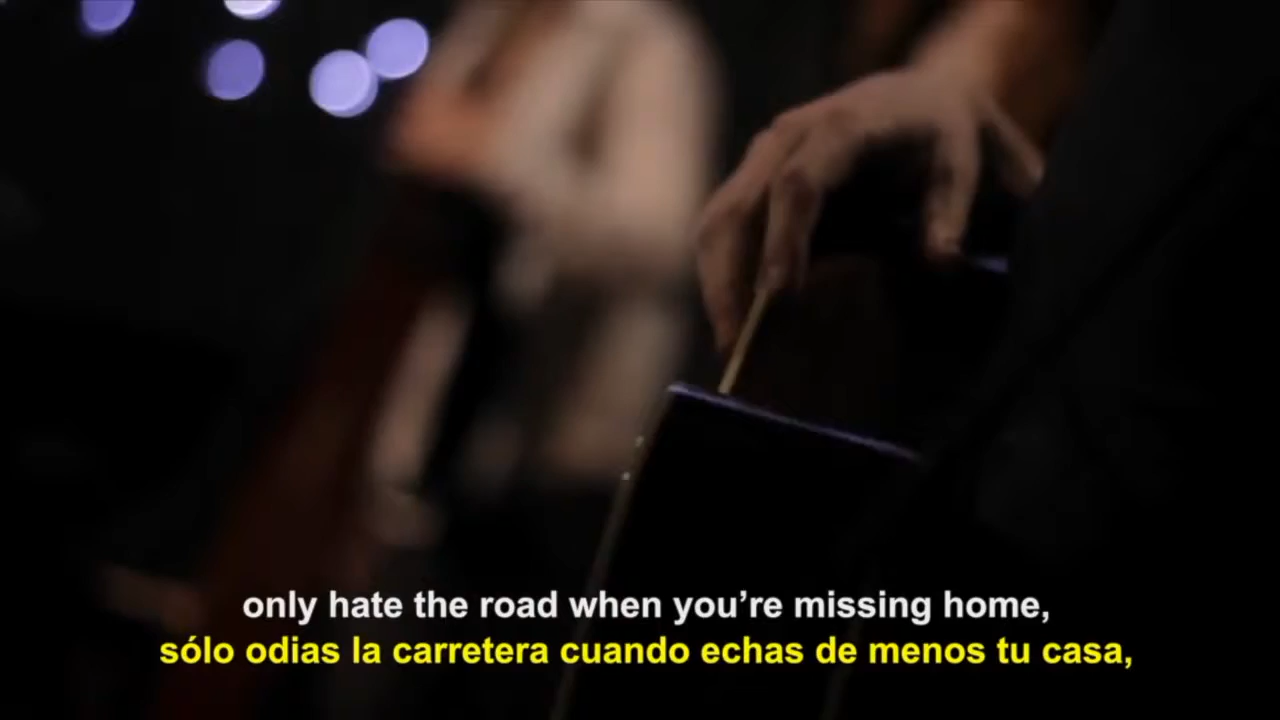 only hate the road when you’re missing home,
sólo odias la carretera cuando echas de menos tu casa,